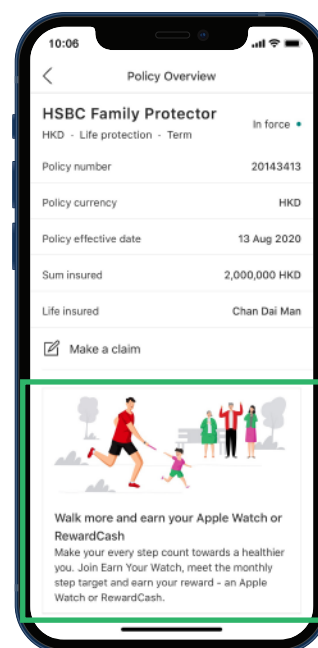 10:06
Policy Overview
HSBC Family Protector
In force
HKD - Life protection - Term
Policy number 20143413
Policy currency HKD
Policy effective date 13 Aug 2020
Sum insured 2,000,000 HKD
Life insured Chan Dai Man
Make a claim
Walk more and earn your Apple Watch or
RewardCash
Make your every step count towards a healthier
you. Join Earn Your Watch, meet the monthly
step target and earn your reward - an Apple
Watch or RewardCash.